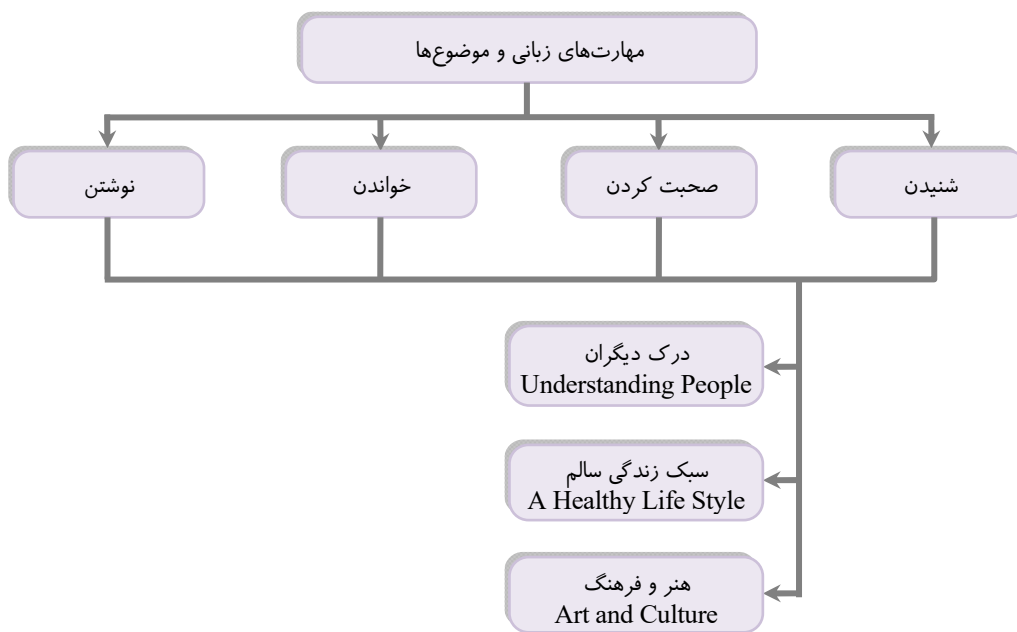 مهارت‌های زبانی و موضوع‌ها
شنیدن
صحبت کردن
خواندن
نوشتن
درک دیگران
Understanding People
سبک زندگی سالم
A Healthy Life Style
هنر و فرهنگ
Art and Culture